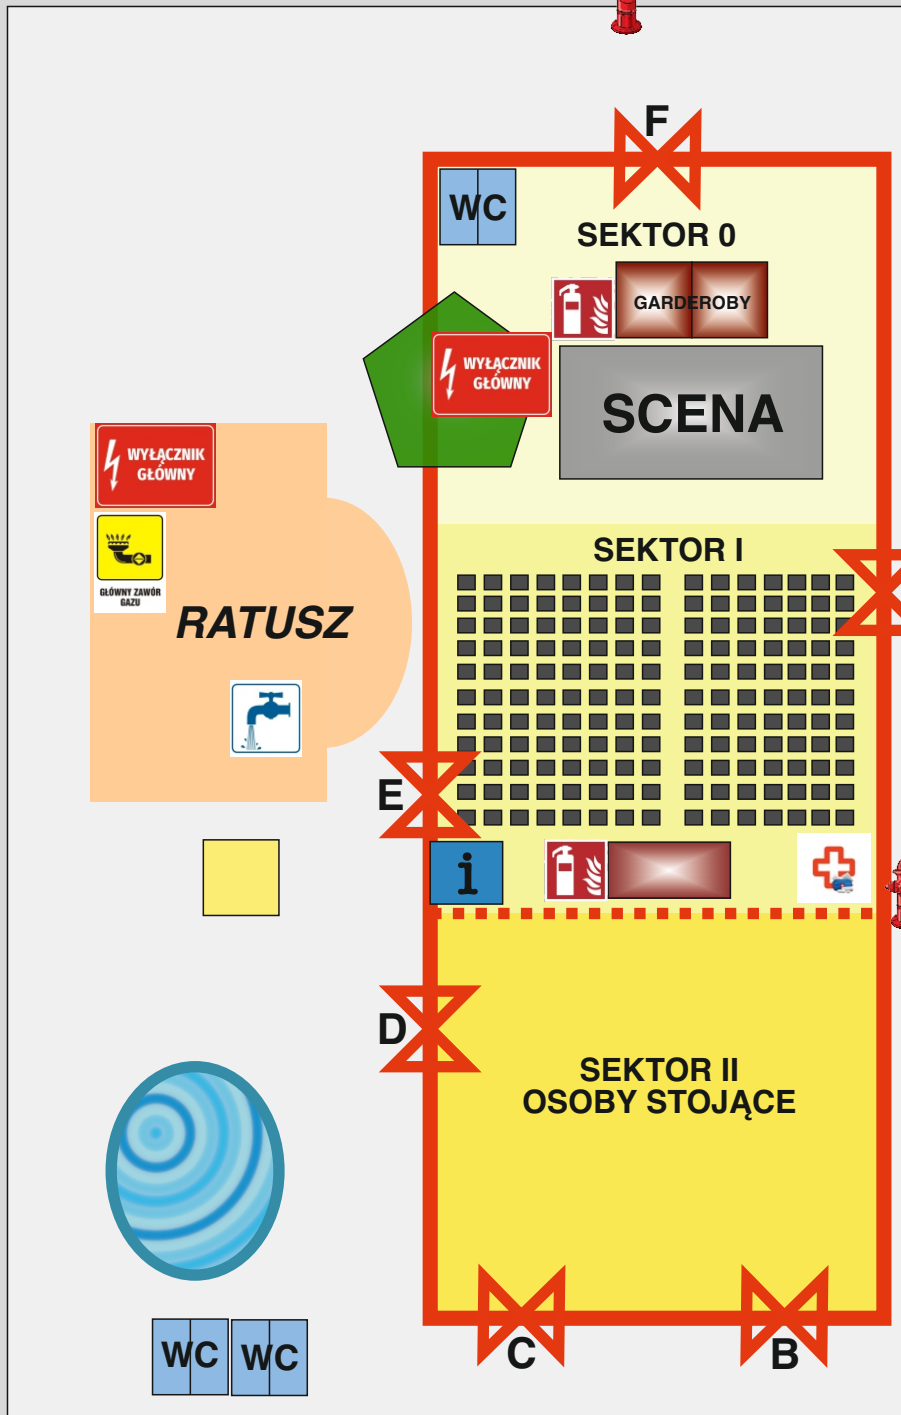 F
WC
SEKTOR 0
GARDEROBY
WYŁĄCZNIK
GŁÓWNY
SCENA
WYŁĄCZNIK
GŁÓWNY
GŁÓWNY ZAWÓR
GAZU
SEKTOR I
RATUSZ
E
i
D
SEKTOR II
OSOBY STOJĄCE
C
B
WC
WC